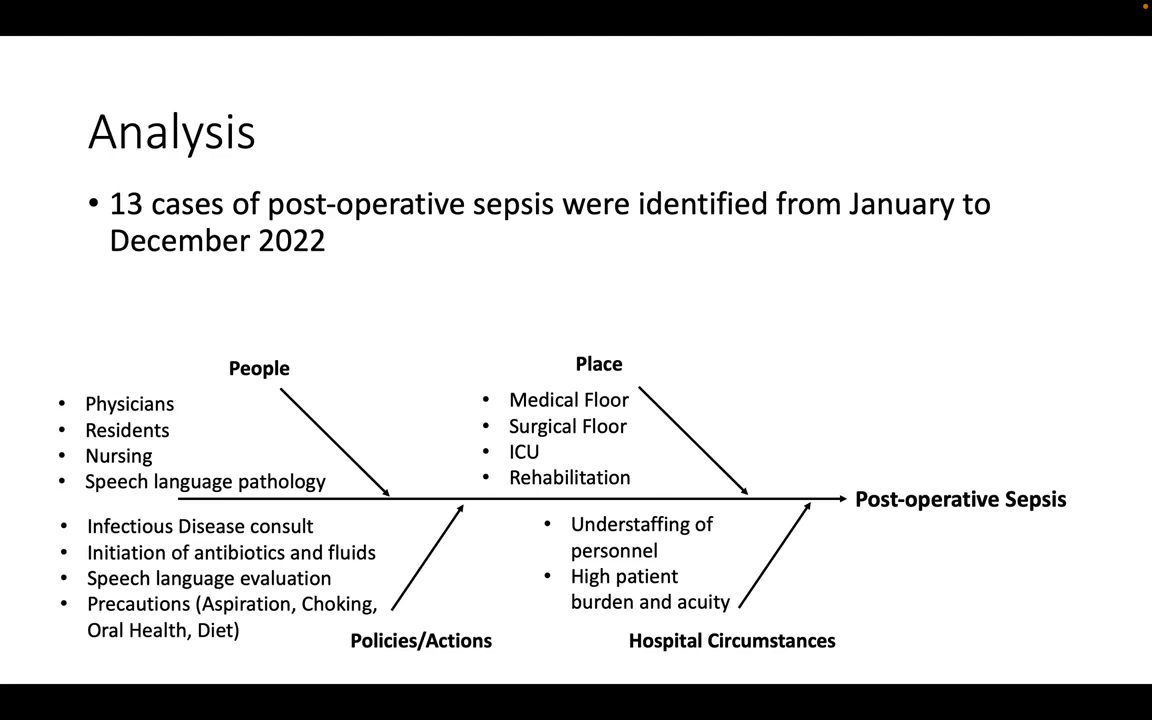 Analysis
• 13 cases of post-operative sepsis were identified from January to
December 2022
People
• Physicians
• Residents
• Nursing
• Speech language pathology
Place
• Medical Floor
• Surgical Floor
• ICU
• Rehabilitation
Post-operative Sepsis
• Infectious Disease consult
• Initiation of antibiotics and fluids
• Speech language evaluation
• Precautions (Aspiration, Choking,
Oral Health, Diet)
Policies/Actions
• Understaffing of
personnel
• High patient
burden and acuity
Hospital Circumstances